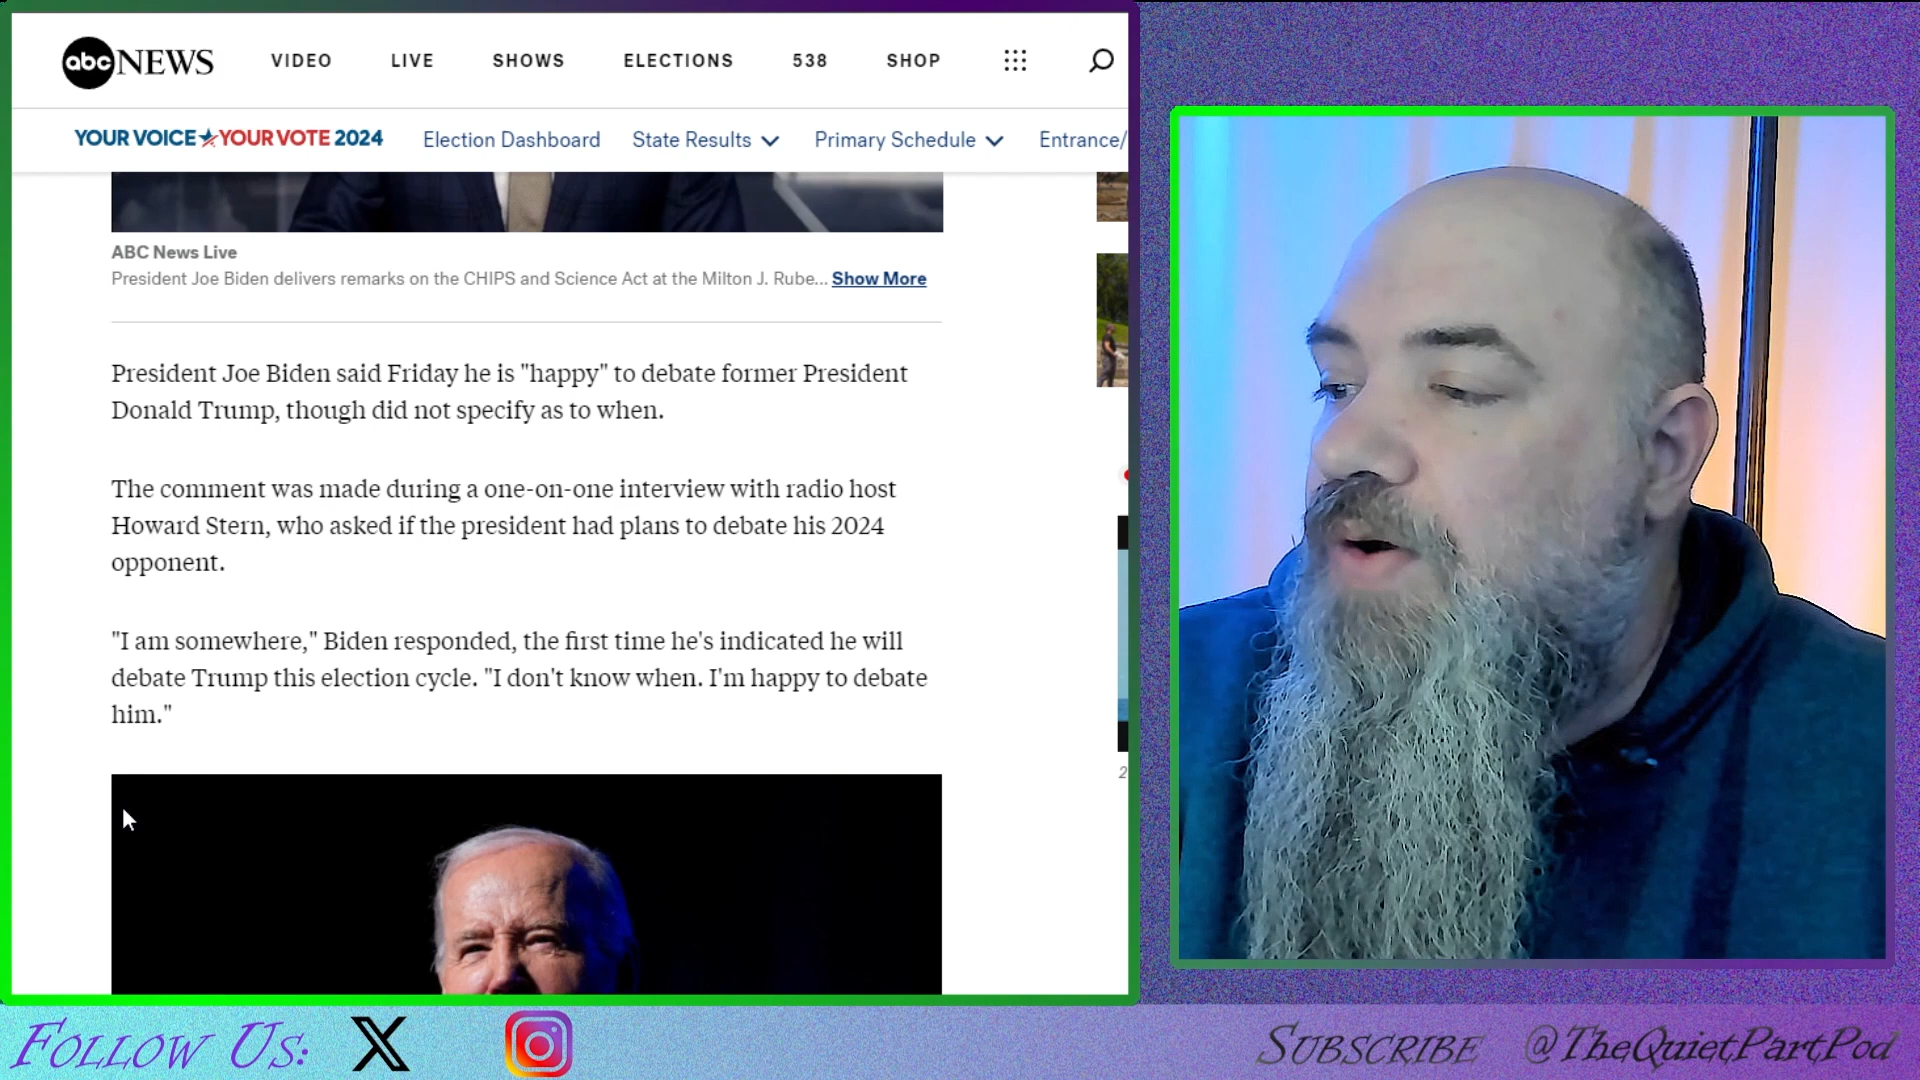 abc NEWS VIDEO LIVE SHOWS ELECTIONS 538 SHOP
YOUR VOICE YOUR VOTE 2024 Election Dashboard State Results Primary Schedule Entrance/
ABC News Live
President Joe Biden delivers remarks on the CHIPS and Science Act at the Milton J. Rube... Show More
President Joe Biden said Friday he is "happy" to debate former President
Donald Trump, though did not specify as to when.
The comment was made during a one-on-one interview with radio host
Howard Stern, who asked if the president had plans to debate his 2024
opponent.
"I am somewhere," Biden responded, the first time he's indicated he will
debate Trump this election cycle. "I don't know when. I'm happy to debate
him."
2
Follow Us: X
Subscribe @TheQuietPartPod